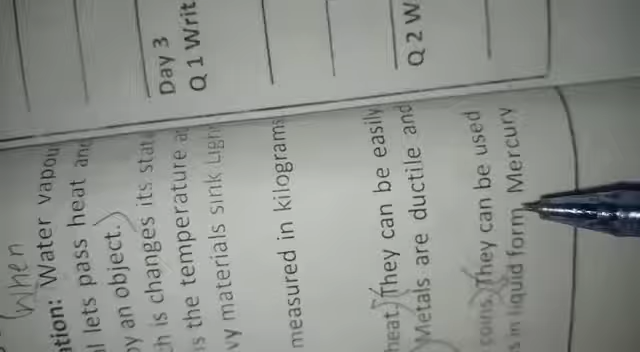 Day 3
Q 1 Writ
Q 2 W
When
ation: Water vapou
l lets pass heat and
by an object.)
th is changes its stat
s the temperature a
vy materials sink Ligh
measured in kilograms
heat. They can be easily
Metals are ductile and
coins. They can be used
s in liquid form. Mercury